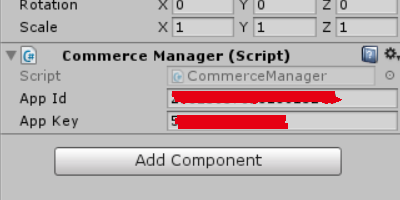 Rotation X 0 Y 0 Z 0
Scale X 1 Y 1 Z 1
Commerce Manager (Script)
Script CommerceManager
App Id
App Key 5
Add Component